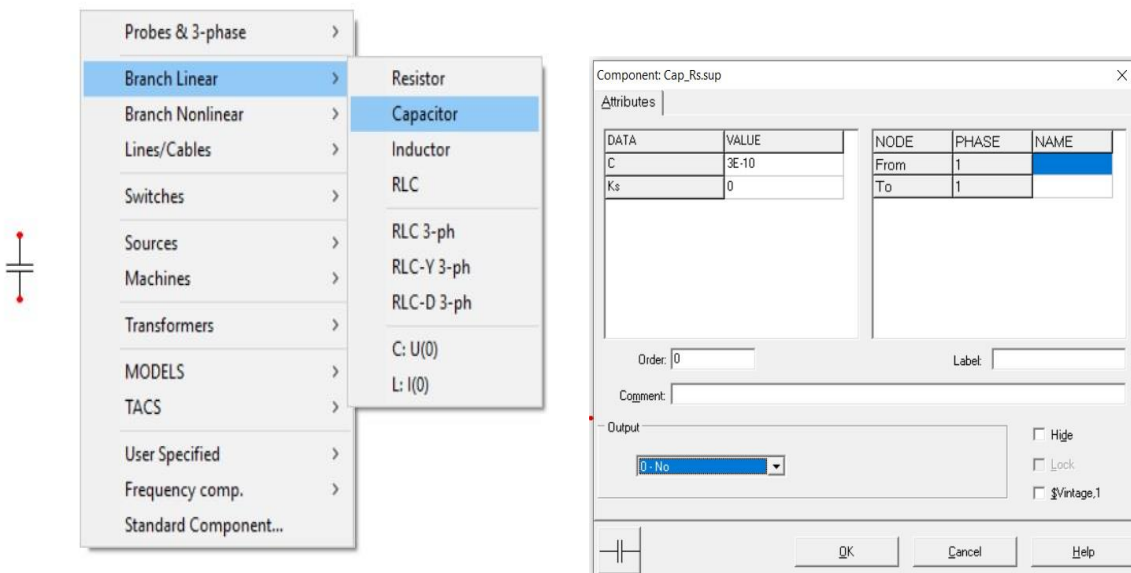 Probes & 3-phase
Branch Linear
Branch Nonlinear
Lines/Cables
Switches
Sources
Machines
Transformers
MODELS
TACS
User Specified
Frequency comp.
Standard Component...
Resistor
Capacitor
Inductor
RLC
RLC 3-ph
RLC-Y 3-ph
RLC-D 3-ph
C: U(0)
L: I(0)
Component: Cap_Rs.sup
Attributes
DATA VALUE
C 3E-10
Ks 0
NODE PHASE NAME
From 1
To 1
Order: 0
Label:
Comment:
Output
0 - No
Hide
Lock
$Vintage,1
OK Cancel Help